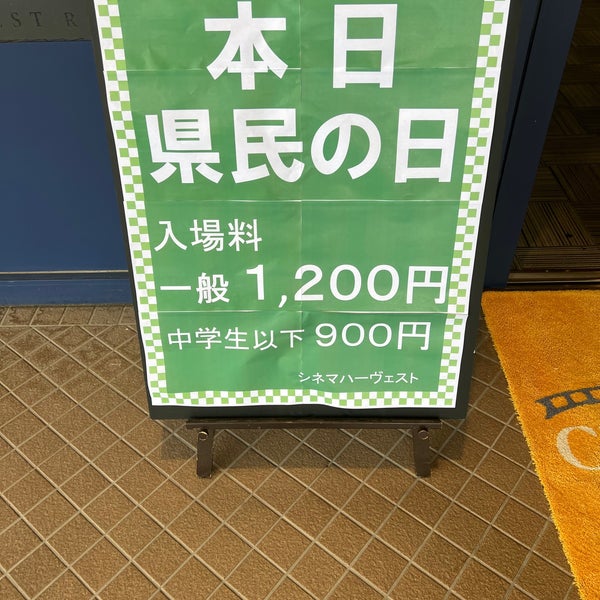 本日
県民の日
入場料
一般 1,200円
中学生以下 900円
シネマハーヴェスト